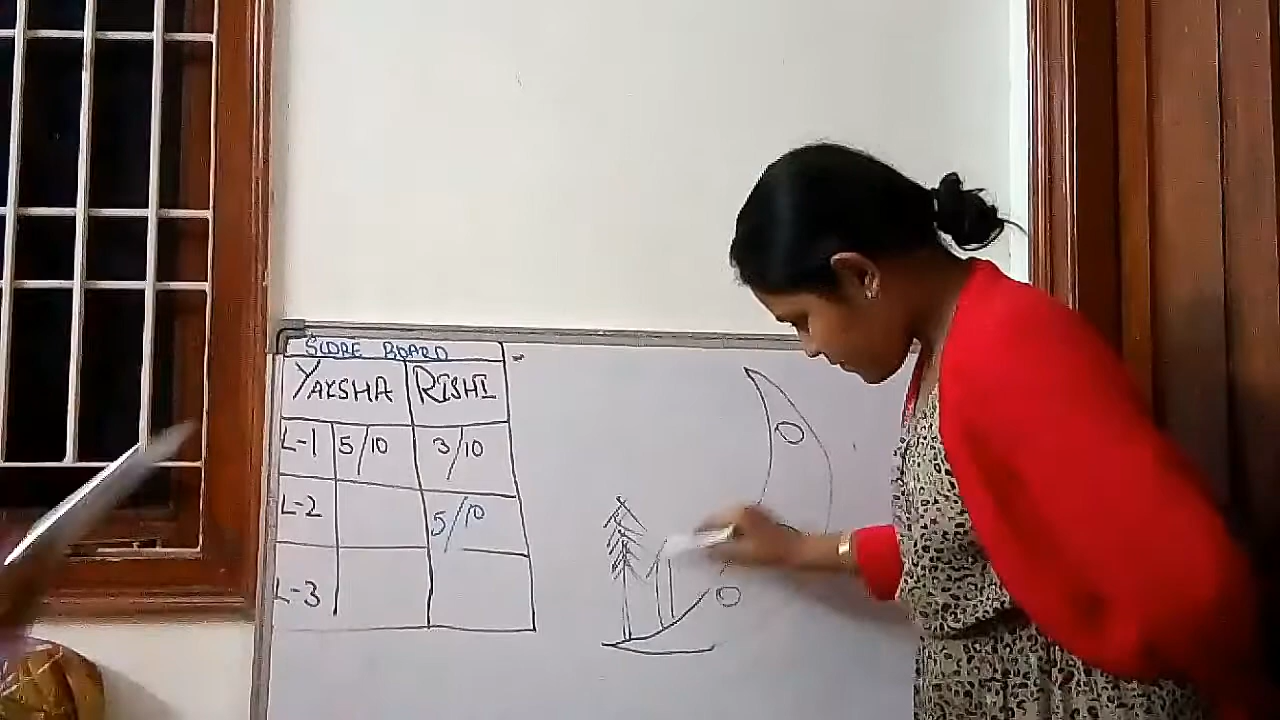 SCORE BOARD
YAKSHA RISHI
L-1 5/10 3/10
L-2 5/10
L-3